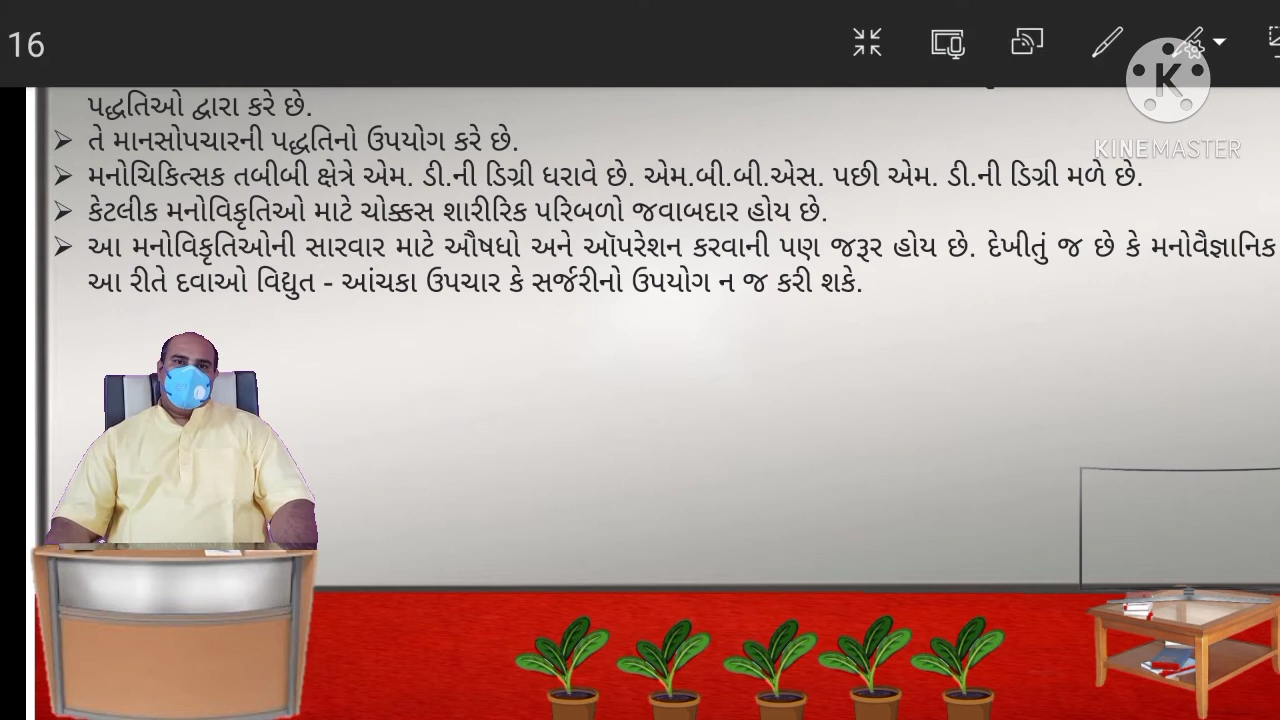 16
KINEMASTER
પદ્ધતિઓ દ્વારા કરે છે.
➢ તે માનસોપચારની પદ્ધતિનો ઉપયોગ કરે છે.
➢ મનોચિકિત્સક તબીબી ક્ષેત્રે એમ. ડી.ની ડિગ્રી ધરાવે છે. એમ.બી.બી.એસ. પછી એમ. ડી.ની ડિગ્રી મળે છે.
➢ કેટલીક મનોવિકૃતિઓ માટે ચોક્કસ શારીરિક પરિબળો જવાબદાર હોય છે.
➢ આ મનોવિકૃતિઓની સારવાર માટે ઔષધો અને ઑપરેશન કરવાની પણ જરૂર હોય છે. દેખીતું જ છે કે મનોવૈજ્ઞાનિક
આ રીતે દવાઓ વિદ્યુત - આંચકા ઉપચાર કે સર્જરીનો ઉપયોગ ન જ કરી શકે.